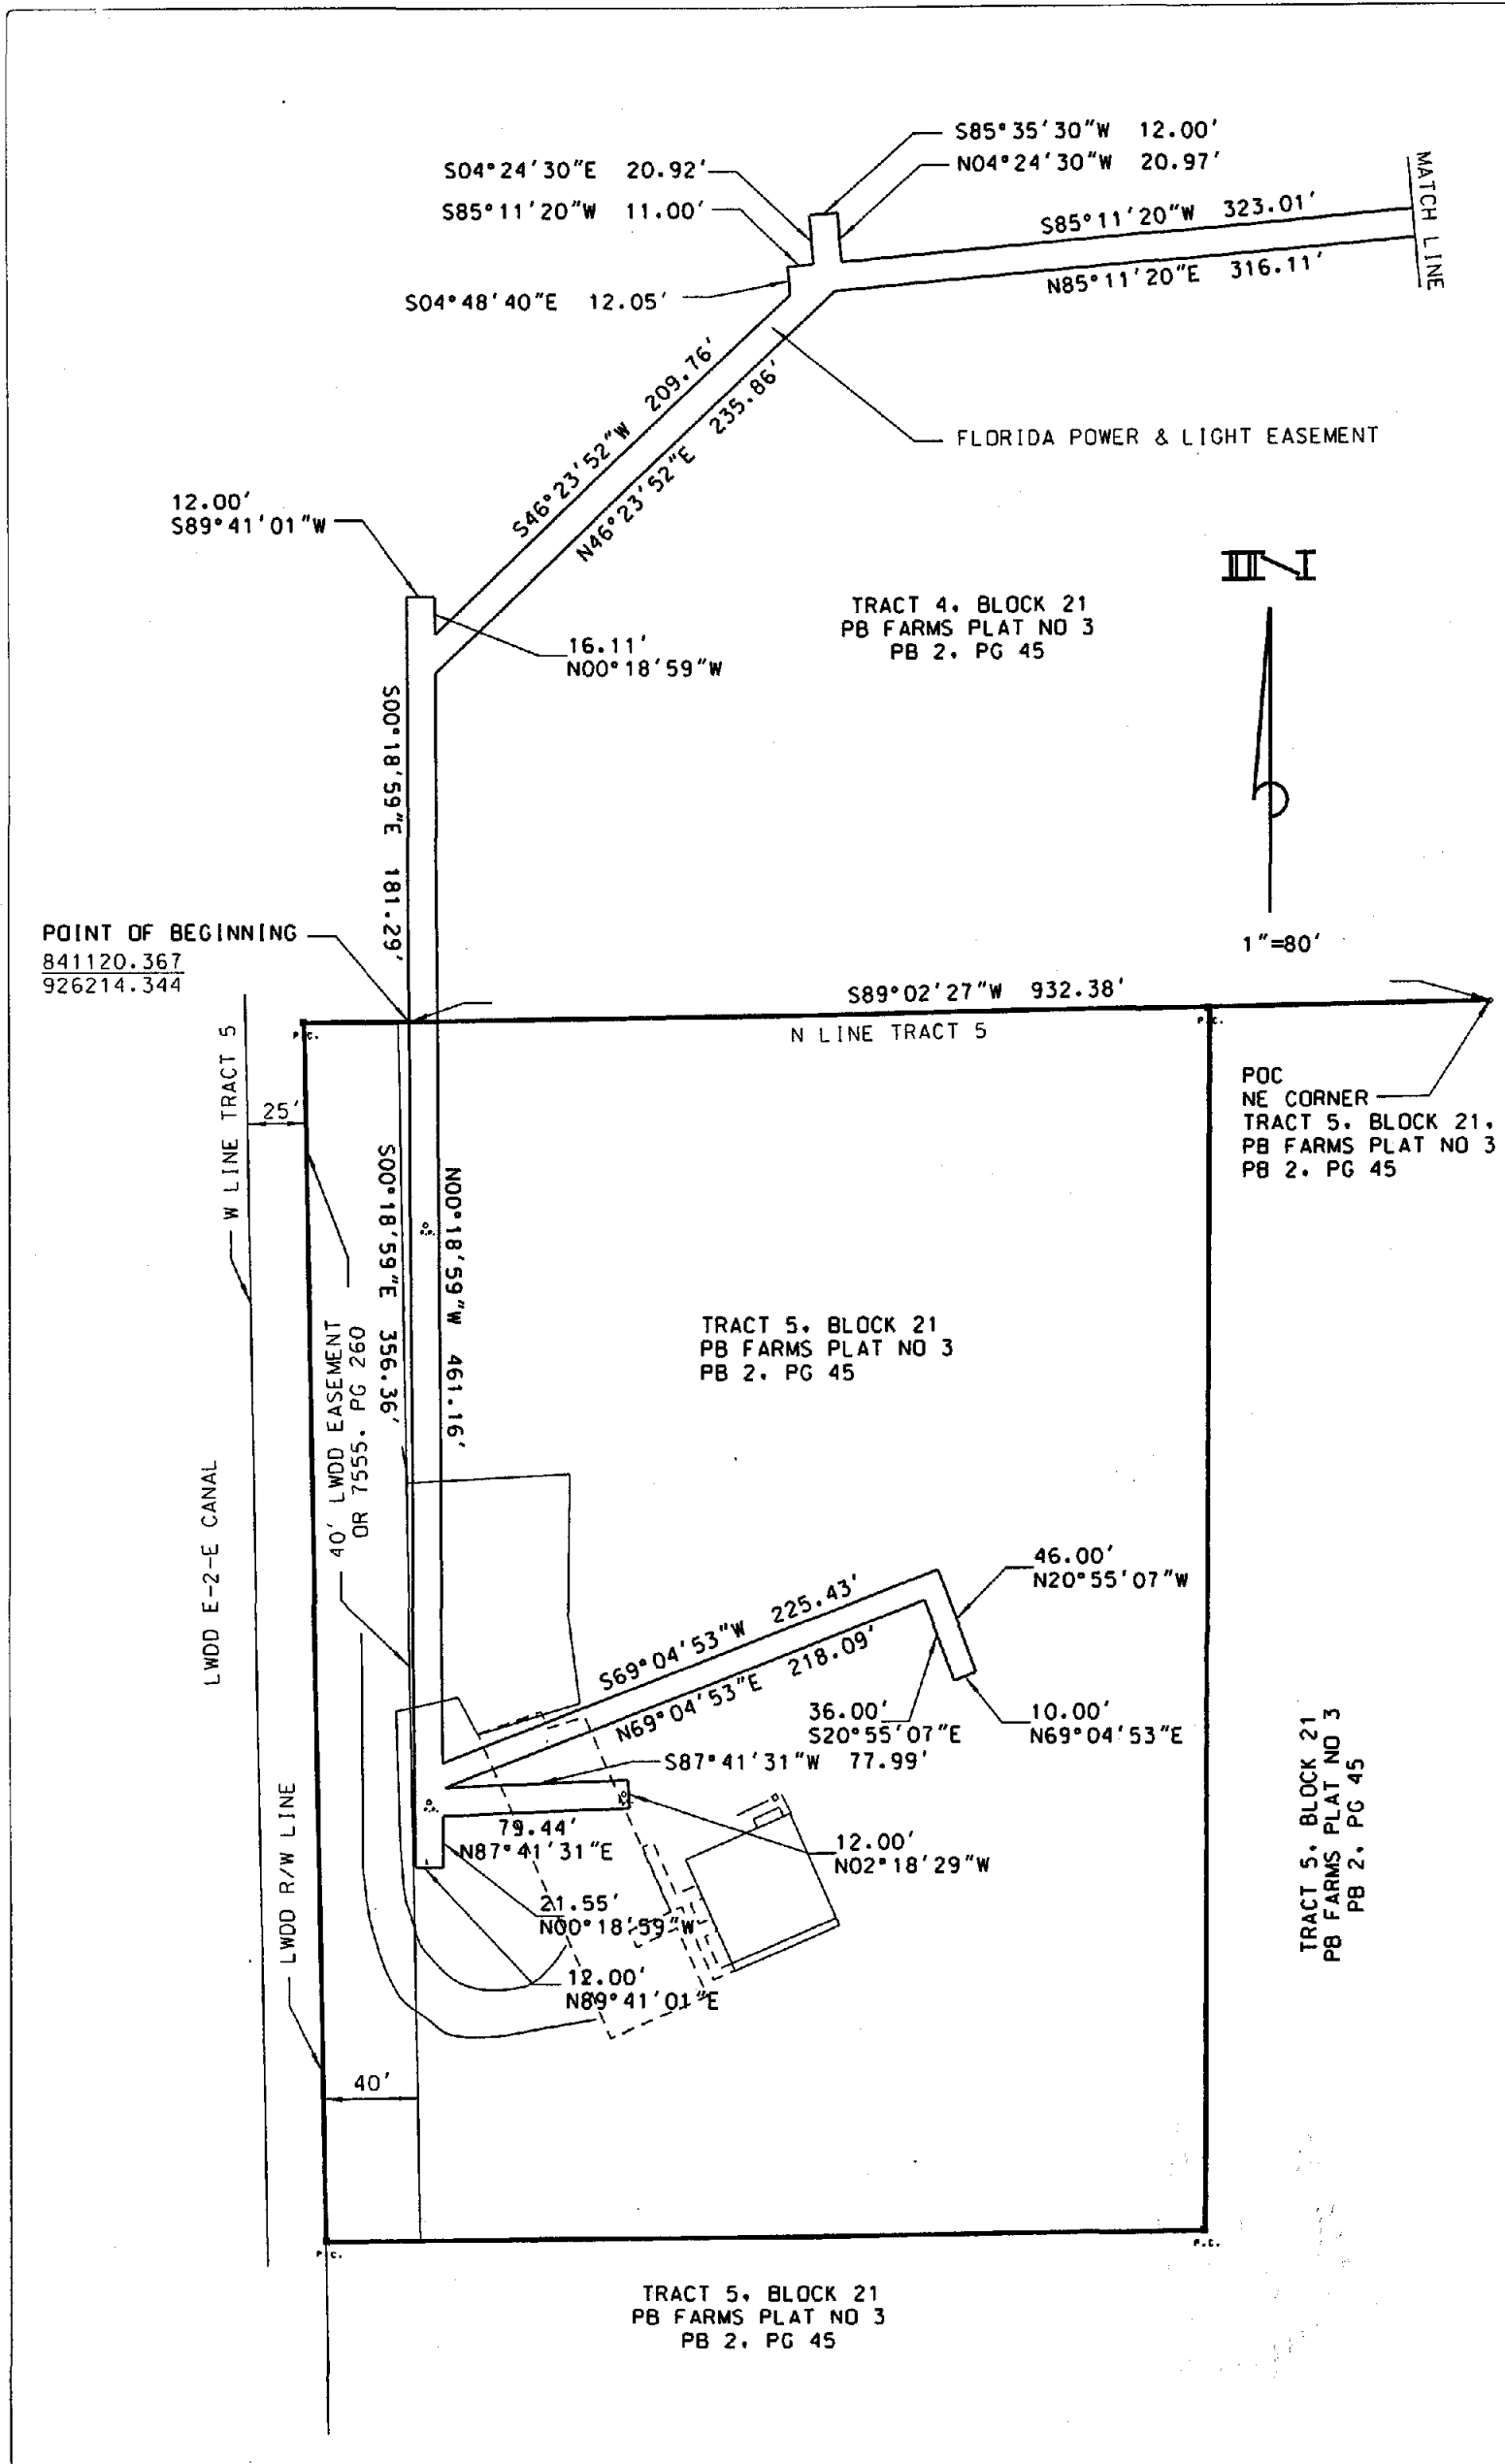 S85°35'30"W 12.00'
S04°24'30"E 20.92'
N04°24'30"W 20.97'
S85°11'20"W 11.00'
MATCH LINE
S85°11'20"W 323.01'
N85°11'20"E 316.11'
S04°48'40"E 12.05'
S46°23'52"W 209.76'
N46°23'52"E 235.86'
FLORIDA POWER & LIGHT EASEMENT
12.00'
S89°41'01"W
16.11'
N00°18'59"W
TRACT 4, BLOCK 21
PB FARMS PLAT NO 3
PB 2, PG 45
S00°18'59"E 181.29'
1"=80'
POINT OF BEGINNING
841120.367
926214.344
S89°02'27"W 932.38'
N LINE TRACT 5
P.C.
P.C.
POC
NE CORNER
TRACT 5, BLOCK 21,
PB FARMS PLAT NO 3
PB 2, PG 45
W LINE TRACT 5
25'
S00°18'59"E 356.36'
N00°18'59"W 461.16'
40' LWDD EASEMENT
OR 7555, PG 260
TRACT 5, BLOCK 21
PB FARMS PLAT NO 3
PB 2, PG 45
LWDD E-2-E CANAL
46.00'
N20°55'07"W
S69°04'53"W 225.43'
N69°04'53"E 218.09'
36.00'
S20°55'07"E
10.00'
N69°04'53"E
S87°41'31"W 77.99'
79.44'
N87°41'31"E
12.00'
N02°18'29"W
21.55'
N00°18'59"W
12.00'
N89°41'01"E
LWDD R/W LINE
40'
TRACT 5, BLOCK 21
PB FARMS PLAT NO 3
PB 2, PG 45
P.C.
P.C.
TRACT 5, BLOCK 21
PB FARMS PLAT NO 3
PB 2, PG 45